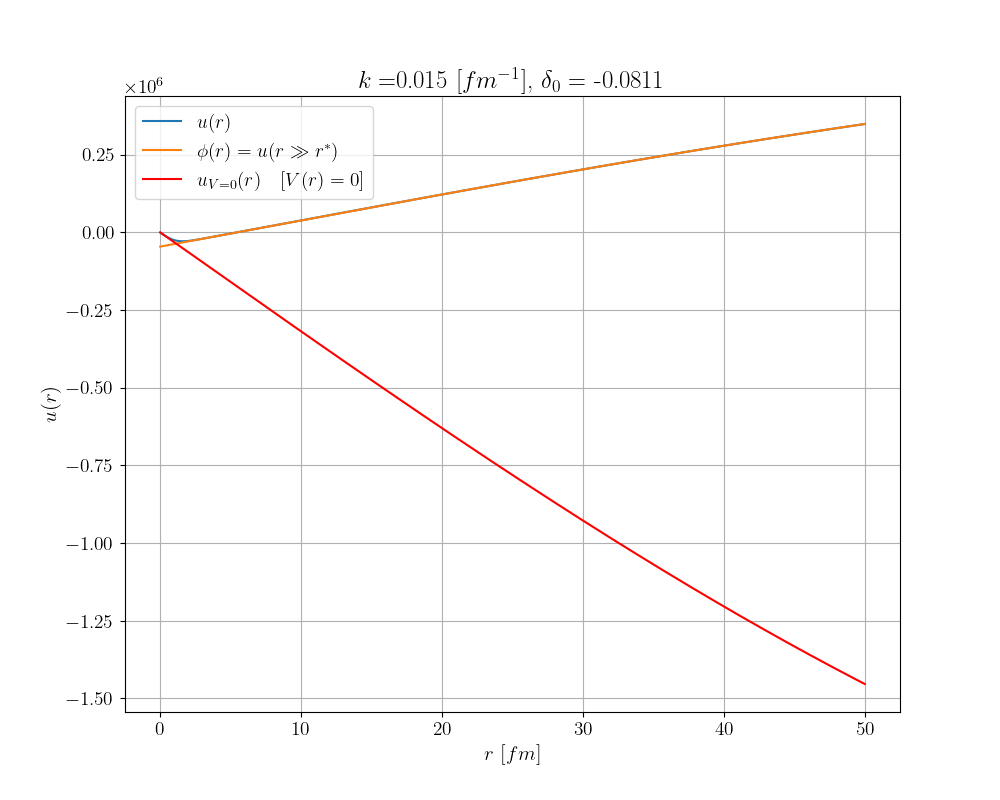 ×10⁶
k =0.015 [fm⁻¹], δ₀ = -0.0811
u(r)
ϕ(r) = u(r ≫ r*)
u_{V=0}(r) [V(r) = 0]
0.25
0.00
−0.25
−0.50
−0.75
−1.00
−1.25
−1.50
u(r)
0
10
20
30
40
50
r [fm]